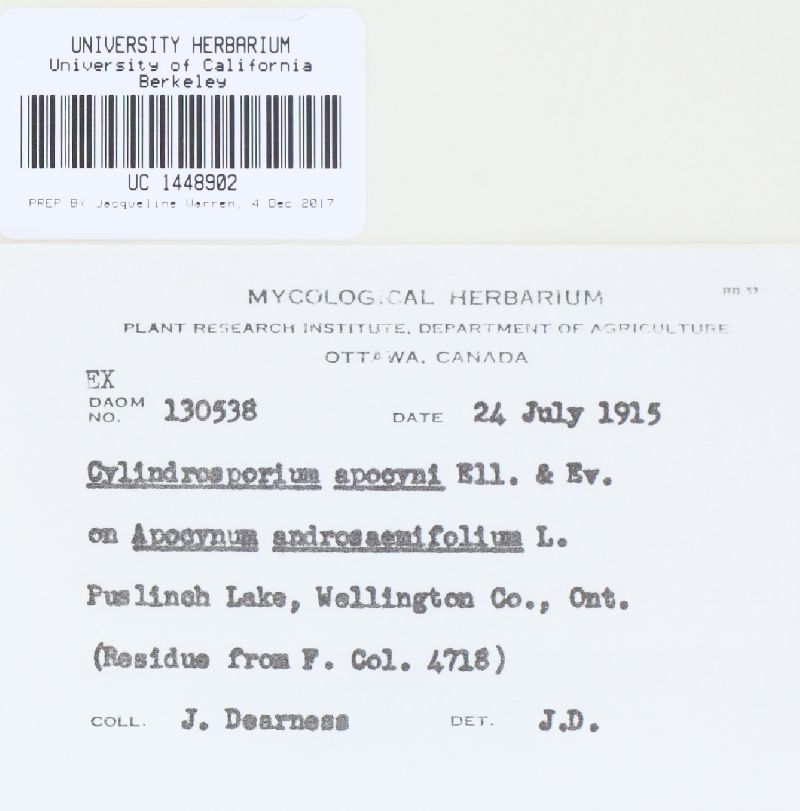 UNIVERSITY HERBARIUM
University of California
Berkeley
UC 1448902
PREP BY Jacqueline Warren, 4 Dec 2017
MYCOLOGICAL HERBARIUM
PLANT RESEARCH INSTITUTE, DEPARTMENT OF AGRICULTURE
OTTAWA, CANADA
EX
DAOM NO. 130538 DATE 24 July 1915
Cylindrosporium apocyni Ell. & Ev.
on Apocynum androsaemifolium L.
Puslinch Lake, Wellington Co., Ont.
(Residue from F. Col. 4718)
COLL. J. Dearness DET. J.D.